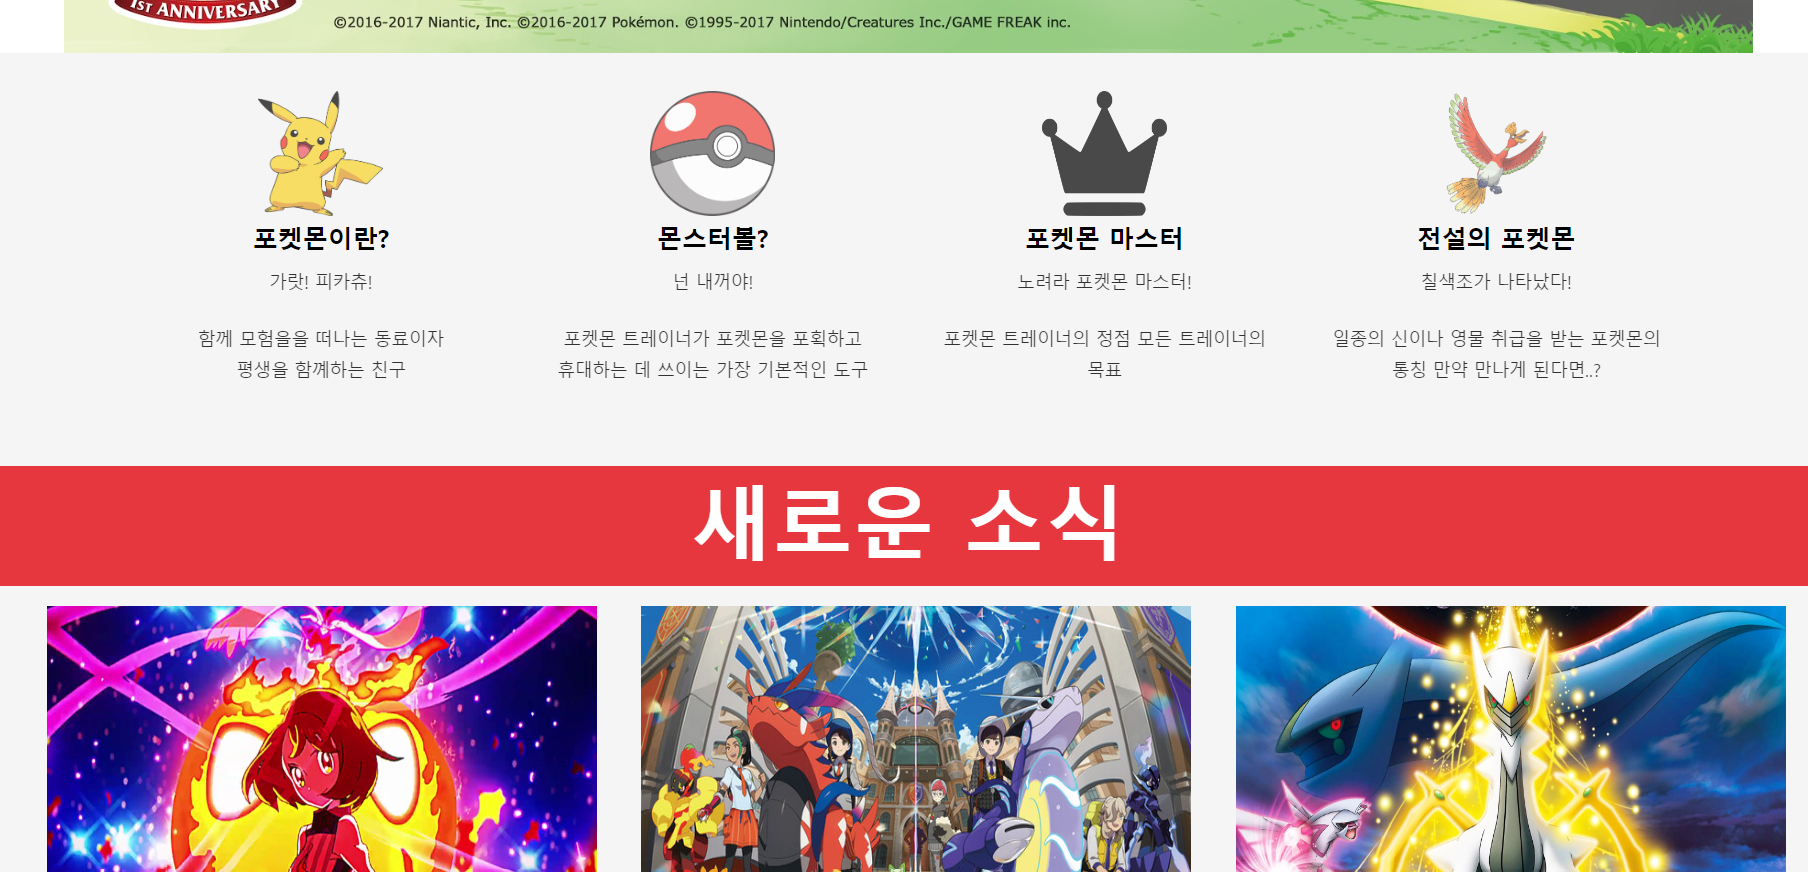 1ST ANNIVERSARY
©2016-2017 Niantic, Inc. ©2016-2017 Pokémon. ©1995-2017 Nintendo/Creatures Inc./GAME FREAK inc.
포켓몬이란?
가랏! 피카츄!
함께 모험을을 떠나는 동료이자
평생을 함꼐하는 친구
몬스터볼?
넌 내꺼야!
포켓몬 트레이너가 포켓몬을 포획하고
휴대하는 데 쓰이는 가장 기본적인 도구
포켓몬 마스터
노려라 포켓몬 마스터!
포켓몬 트레이너의 정점 모든 트레이너의
목표
전설의 포켓몬
칠색조가 나타났다!
일종의 신이나 영물 취급을 받는 포켓몬의
통칭 만약 만나게 된다면..?
새로운 소식